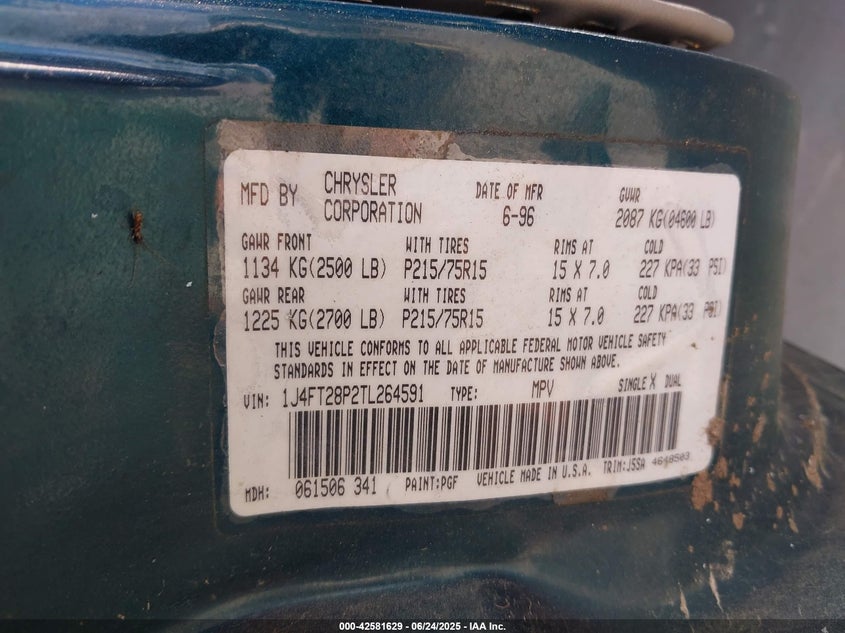 MFD BY CHRYSLER CORPORATION DATE OF MFR 6-96 GVWR 2087 KG(04600 LB)
GAWR FRONT WITH TIRES RIMS AT COLD
1134 KG(2500 LB) P215/75R15 15 X 7.0 227 KPA(33 PSI)
GAWR REAR WITH TIRES RIMS AT COLD
1225 KG(2700 LB) P215/75R15 15 X 7.0 227 KPA(33 PSI)
THIS VEHICLE CONFORMS TO ALL APPLICABLE FEDERAL MOTOR VEHICLE SAFETY
STANDARDS IN EFFECT ON THE DATE OF MANUFACTURE SHOWN ABOVE.
VIN: 1J4FT28P2TL264591 TYPE: MPV SINGLE X DUAL
MDH: 061506 341 PAINT:PGF VEHICLE MADE IN U.S.A. TRIM:J5SA 4648503
000-42581629 - 06/24/2025 - IAA Inc.